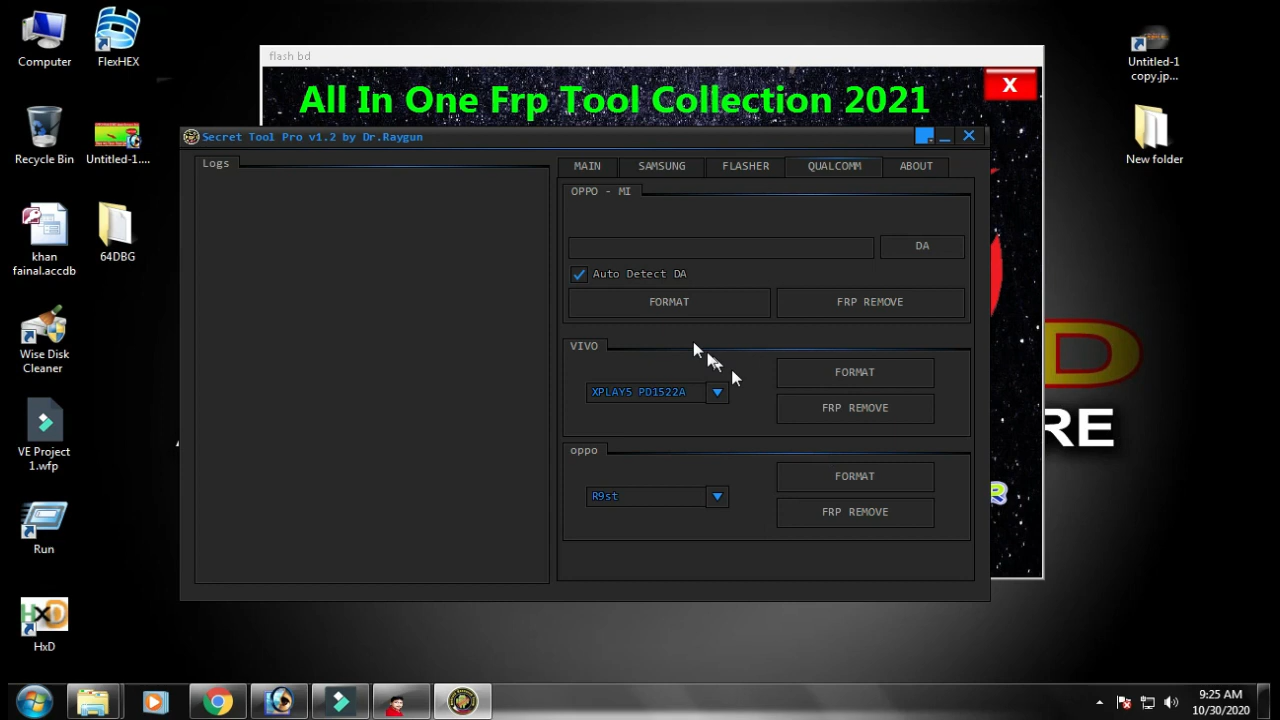 Computer
FlexHEX
Recycle Bin
Untitled-1....
khan
fainal.accdb
64DBG
Wise Disk
Cleaner
VE Project
1.wfp
Run
HxD
HxD
Untitled-1
copy.jp...
New folder
flash bd
All In One Frp Tool Collection 2021
X
Secret Tool Pro v1.2 by Dr.Raygun
Logs
MAIN
SAMSUNG
FLASHER
QUALCOMM
ABOUT
OPPO - MI
DA
Auto Detect DA
FORMAT
FRP REMOVE
VIVO
XPLAY5 PD1522A
FORMAT
FRP REMOVE
oppo
R9st
FORMAT
FRP REMOVE
D
RE
R
9:25 AM
10/30/2020